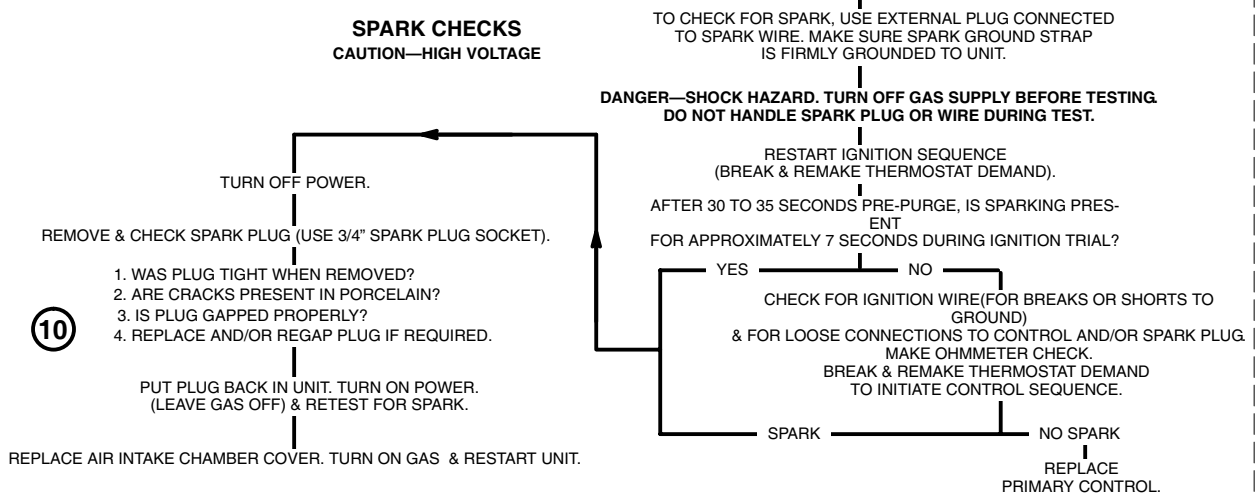 SPARK CHECKS
CAUTION—HIGH VOLTAGE
TO CHECK FOR SPARK, USE EXTERNAL PLUG CONNECTED
TO SPARK WIRE. MAKE SURE SPARK GROUND STRAP
IS FIRMLY GROUNDED TO UNIT.
DANGER—SHOCK HAZARD. TURN OFF GAS SUPPLY BEFORE TESTING.
DO NOT HANDLE SPARK PLUG OR WIRE DURING TEST.
RESTART IGNITION SEQUENCE
(BREAK & REMAKE THERMOSTAT DEMAND).
AFTER 30 TO 35 SECONDS PRE-PURGE, IS SPARKING PRES-
ENT
FOR APPROXIMATELY 7 SECONDS DURING IGNITION TRIAL?
YES
NO
CHECK FOR IGNITION WIRE(FOR BREAKS OR SHORTS TO
GROUND)
& FOR LOOSE CONNECTIONS TO CONTROL AND/OR SPARK PLUG.
MAKE OHMMETER CHECK.
BREAK & REMAKE THERMOSTAT DEMAND
TO INITIATE CONTROL SEQUENCE.
SPARK
NO SPARK
REPLACE
PRIMARY CONTROL.
TURN OFF POWER.
REMOVE & CHECK SPARK PLUG (USE 3/4" SPARK PLUG SOCKET).
10
1. WAS PLUG TIGHT WHEN REMOVED?
2. ARE CRACKS PRESENT IN PORCELAIN?
3. IS PLUG GAPPED PROPERLY?
4. REPLACE AND/OR REGAP PLUG IF REQUIRED.
PUT PLUG BACK IN UNIT. TURN ON POWER.
(LEAVE GAS OFF) & RETEST FOR SPARK.
REPLACE AIR INTAKE CHAMBER COVER. TURN ON GAS & RESTART UNIT.